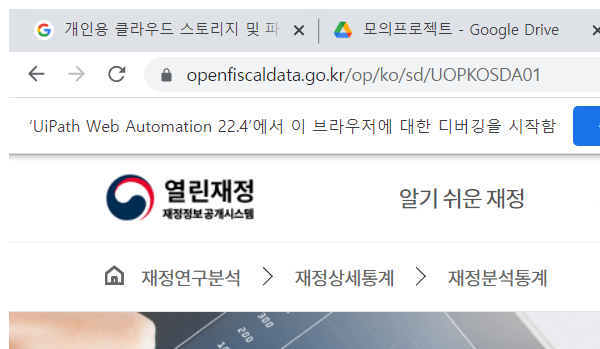 개인용 클라우드 스토리지 및 파
모의프로젝트 - Google Drive
openfiscaldata.go.kr/op/ko/sd/UOPKOSDA01
‘UiPath Web Automation 22.4’에서 이 브라우저에 대한 디버깅을 시작함
열린재정
재정정보공개시스템
알기 쉬운 재정
재정연구분석 > 재정상세통계 > 재정분석통계